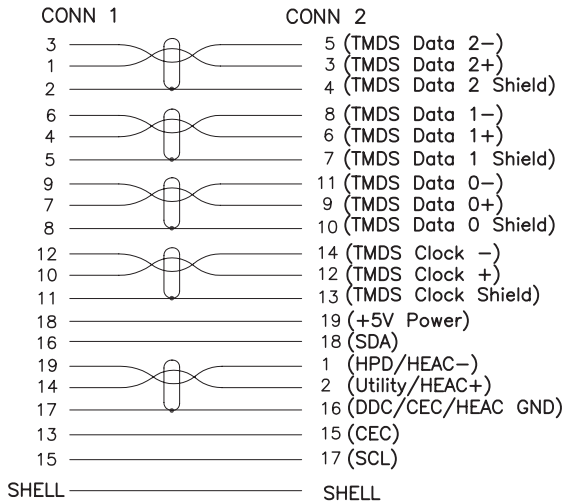 CONN 1 CONN 2
3 5 (TMDS Data 2-)
1 3 (TMDS Data 2+)
2 4 (TMDS Data 2 Shield)
6 8 (TMDS Data 1-)
4 6 (TMDS Data 1+)
5 7 (TMDS Data 1 Shield)
9 11 (TMDS Data 0-)
7 9 (TMDS Data 0+)
8 10 (TMDS Data 0 Shield)
12 14 (TMDS Clock -)
10 12 (TMDS Clock +)
11 13 (TMDS Clock Shield)
18 19 (+5V Power)
16 18 (SDA)
19 1 (HPD/HEAC-)
14 2 (Utility/HEAC+)
17 16 (DDC/CEC/HEAC GND)
13 15 (CEC)
15 17 (SCL)
SHELL SHELL